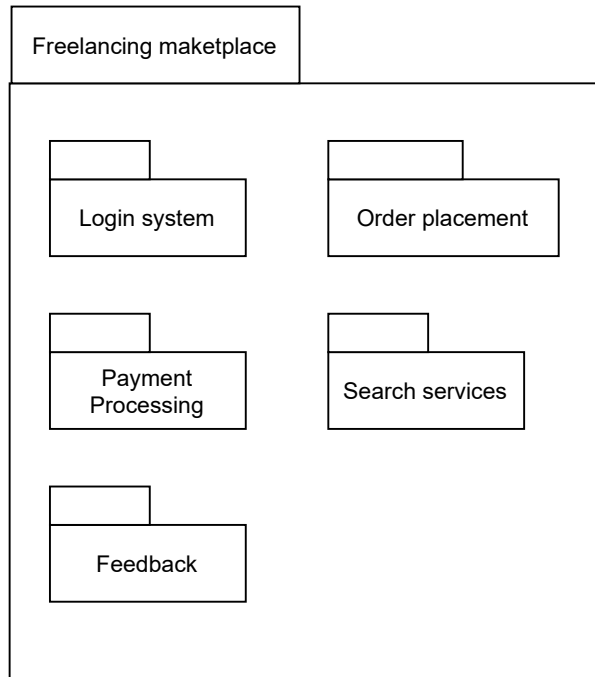 Freelancing maketplace
Login system
Order placement
Payment
Processing
Search services
Feedback